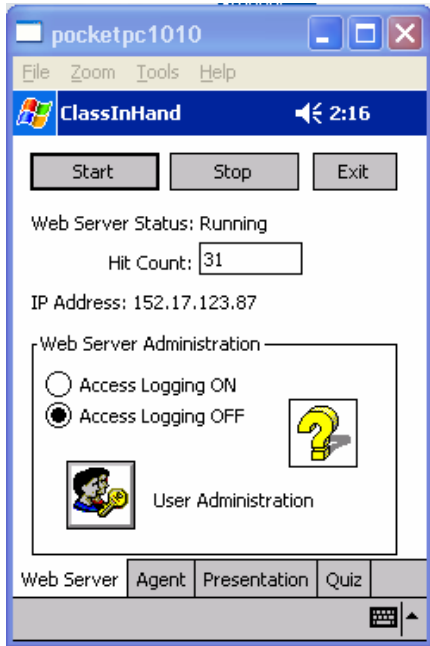 pocketpc1010
File Zoom Tools Help
ClassInHand 2:16
Start Stop Exit
Web Server Status: Running
Hit Count: 31
IP Address: 152.17.123.87
Web Server Administration
Access Logging ON
Access Logging OFF
User Administration
Web Server Agent Presentation Quiz